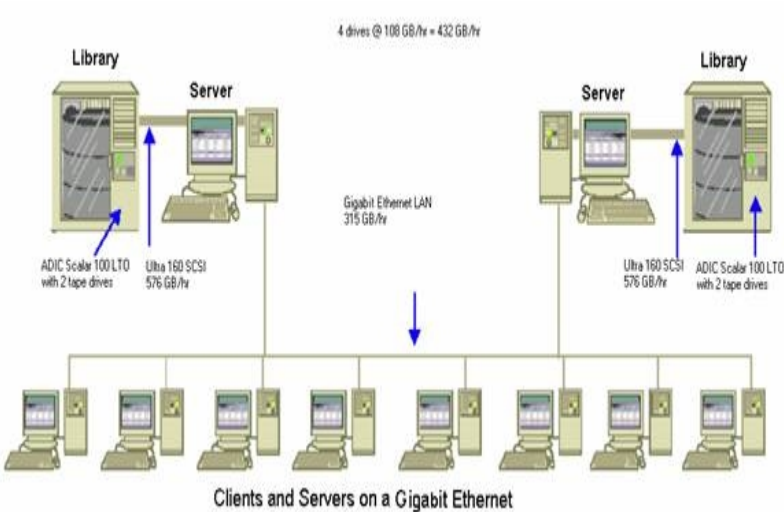 4 drives @ 108 GB/hr = 432 GB/hr
Library
Server
Server
Library
Gigabit Ethernet LAN
315 GB/hr
ADIC Scalar 100 LTO
with 2 tape drives
Ultra 160 SCSI
576 GB/hr
Ultra 160 SCSI
576 GB/hr
ADIC Scalar 100 LTO
with 2 tape drives
Clients and Servers on a Gigabit Ethernet